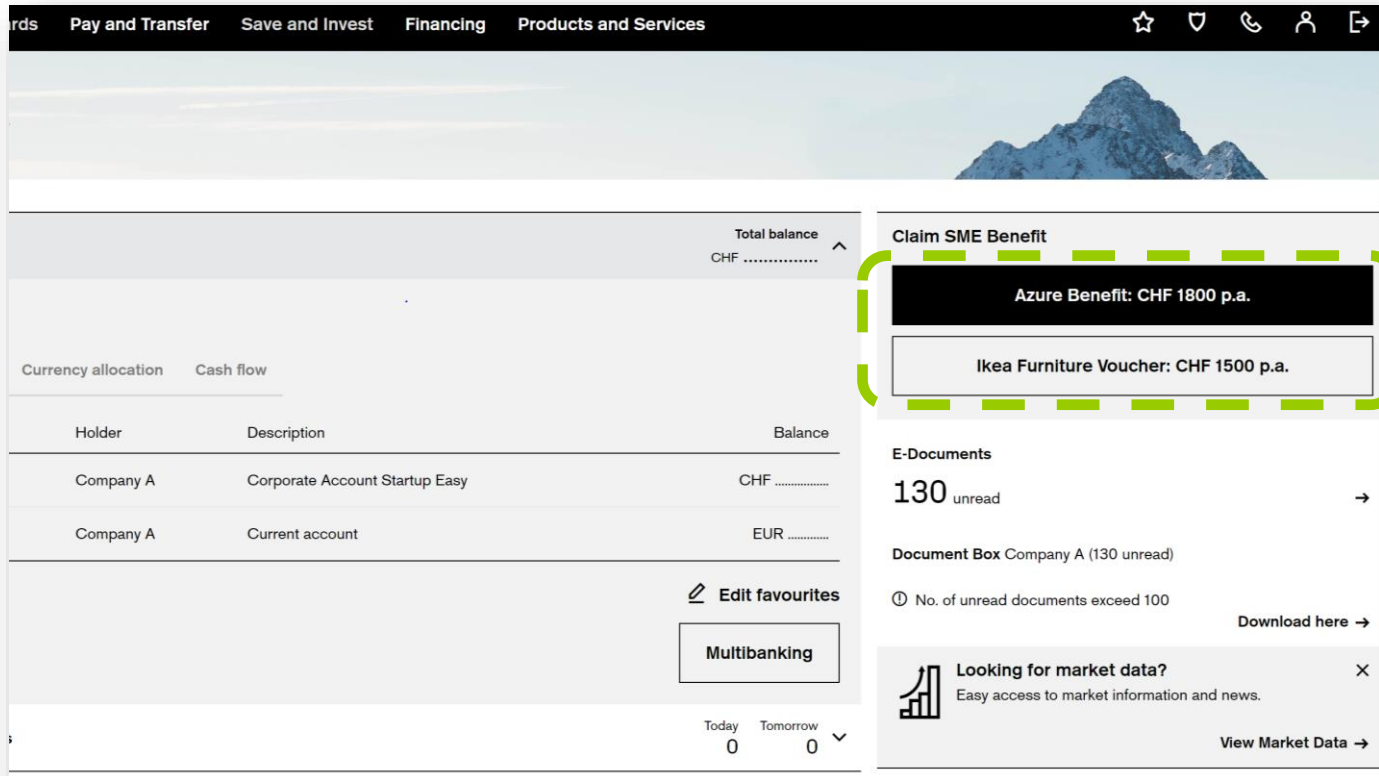 Pay and Transfer Save and Invest Financing Products and Services
Total balance
CHF ...............
Currency allocation Cash flow
Holder Description Balance
Company A Corporate Account Startup Easy CHF .................
Company A Current account EUR .............
Edit favourites
Multibanking
Today Tomorrow
0 0
Claim SME Benefit
Azure Benefit: CHF 1800 p.a.
Ikea Furniture Voucher: CHF 1500 p.a.
E-Documents
130 unread
Document Box Company A (130 unread)
No. of unread documents exceed 100
Download here →
Looking for market data?
Easy access to market information and news.
View Market Data →